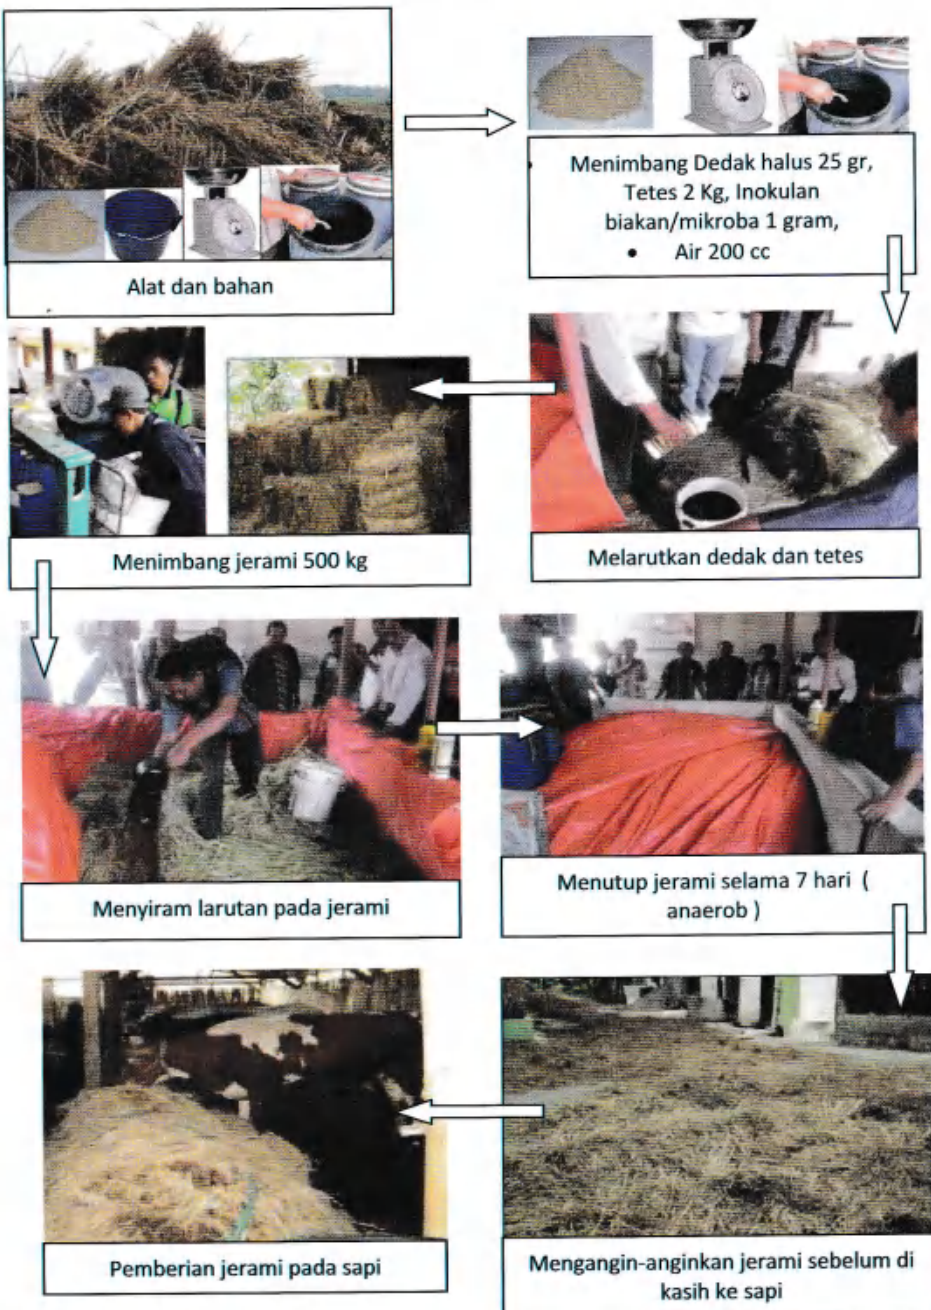 Alat dan bahan
• Menimbang Dedak halus 25 gr,
Tetes 2 Kg, Inokulan
biakan/mikroba 1 gram,
• Air 200 cc
Melarutkan dedak dan tetes
Menimbang jerami 500 kg
Menyiram larutan pada jerami
Menutup jerami selama 7 hari (
anaerob )
Mengangin-anginkan jerami sebelum di
kasih ke sapi
Pemberian jerami pada sapi